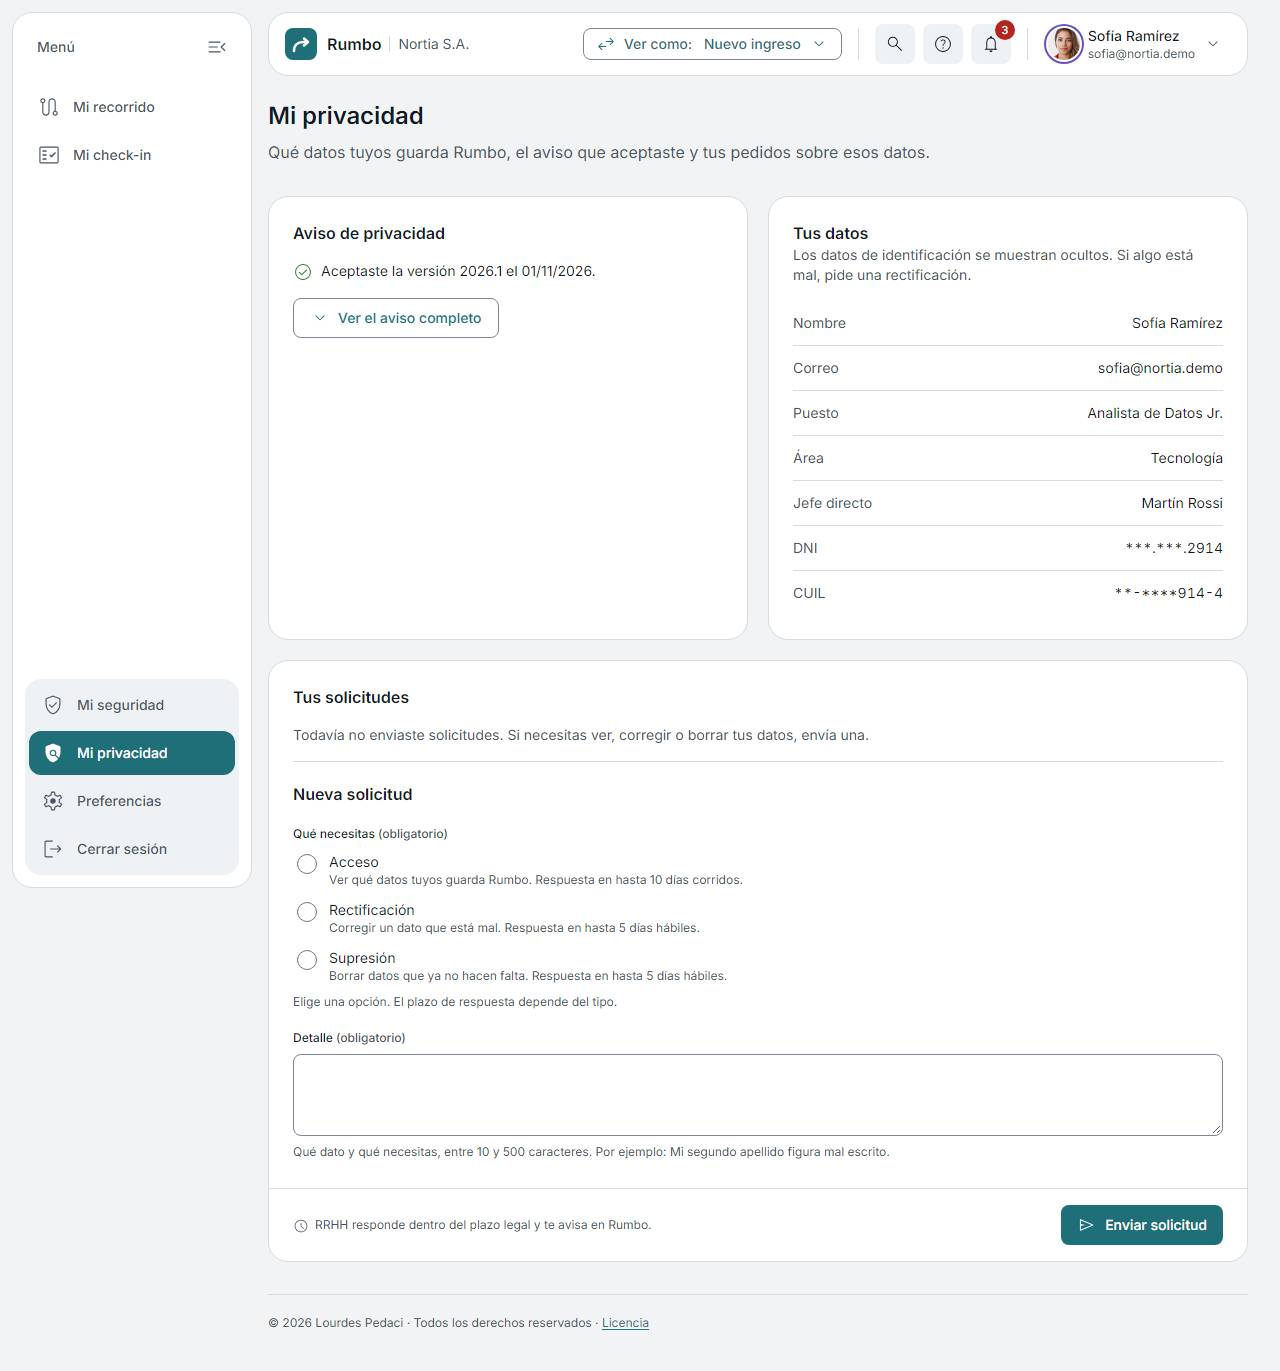 Menú
Mi recorrido
Mi check-in
Mi seguridad
Mi privacidad
Preferencias
Cerrar sesión
Rumbo
Nortia S.A.
Ver como: Nuevo ingreso
3
Sofía Ramírez
sofia@nortia.demo
Mi privacidad
Qué datos tuyos guarda Rumbo, el aviso que aceptaste y tus pedidos sobre esos datos.
Aviso de privacidad
Aceptaste la versión 2026.1 el 01/11/2026.
Ver el aviso completo
Tus datos
Los datos de identificación se muestran ocultos. Si algo está
mal, pide una rectificación.
Nombre Sofía Ramírez
Correo sofia@nortia.demo
Puesto Analista de Datos Jr.
Área Tecnología
Jefe directo Martín Rossi
DNI ***.***.2914
CUIL **-****914-4
Tus solicitudes
Todavía no enviaste solicitudes. Si necesitas ver, corregir o borrar tus datos, envía una.
Nueva solicitud
Qué necesitas (obligatorio)
Acceso
Ver qué datos tuyos guarda Rumbo. Respuesta en hasta 10 días corridos.
Rectificación
Corregir un dato que está mal. Respuesta en hasta 5 días hábiles.
Supresión
Borrar datos que ya no hacen falta. Respuesta en hasta 5 días hábiles.
Elige una opción. El plazo de respuesta depende del tipo.
Detalle (obligatorio)
Qué dato y qué necesitas, entre 10 y 500 caracteres. Por ejemplo: Mi segundo apellido figura mal escrito.
RRHH responde dentro del plazo legal y te avisa en Rumbo.
Enviar solicitud
© 2026 Lourdes Pedaci · Todos los derechos reservados · Licencia